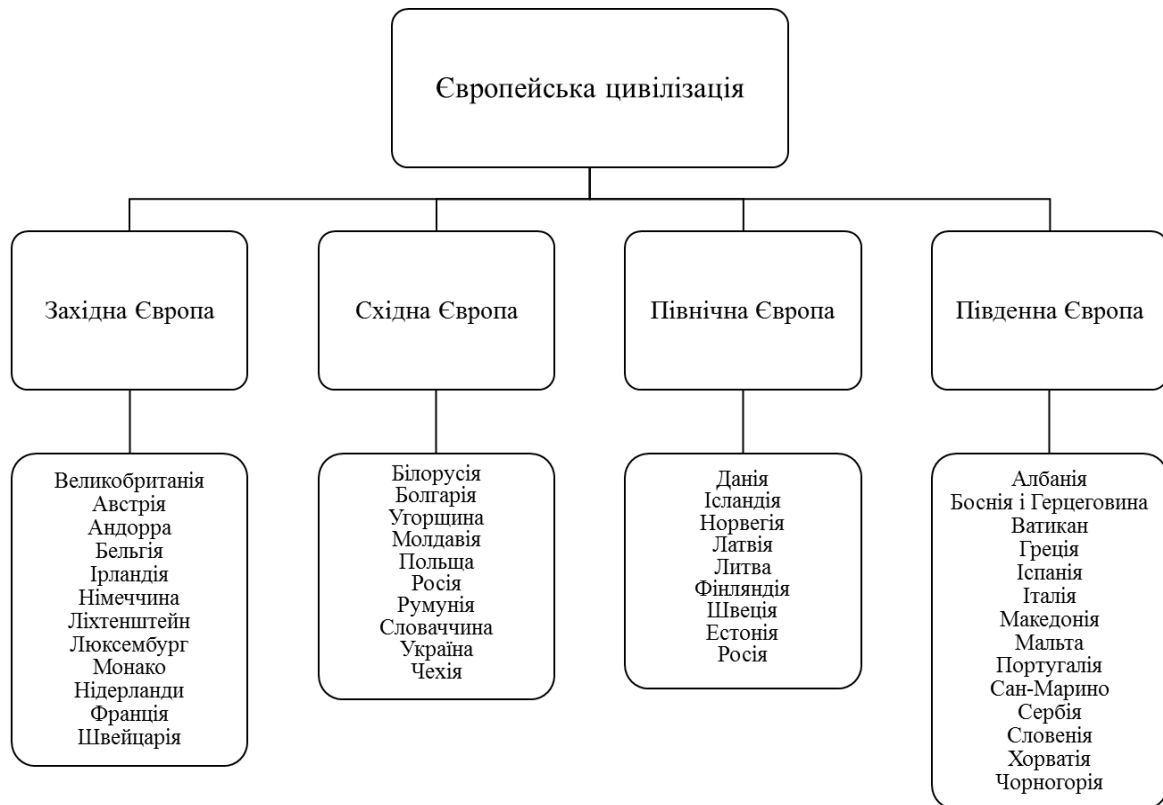 Європейська цивілізація
Західна Європа
Східна Європа
Північна Європа
Південна Європа
Великобританія
Австрія
Андорра
Бельгія
Ірландія
Німеччина
Ліхтенштейн
Люксембург
Монако
Нідерланди
Франція
Швейцарія
Білорусія
Болгарія
Угорщина
Молдавія
Польща
Росія
Румунія
Словаччина
Україна
Чехія
Данія
Ісландія
Норвегія
Латвія
Литва
Фінляндія
Швеція
Естонія
Росія
Албанія
Боснія і Герцеговина
Ватикан
Греція
Іспанія
Італія
Македонія
Мальта
Португалія
Сан-Марино
Сербія
Словенія
Хорватія
Чорногорія